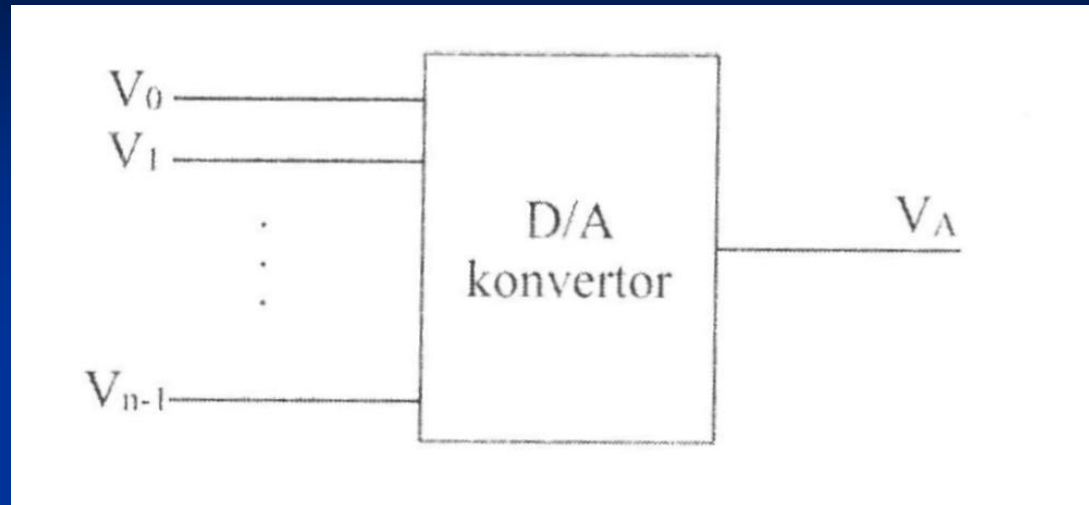 V0
V1
.
.
.
Vn-1
D/A
konvertor
VA